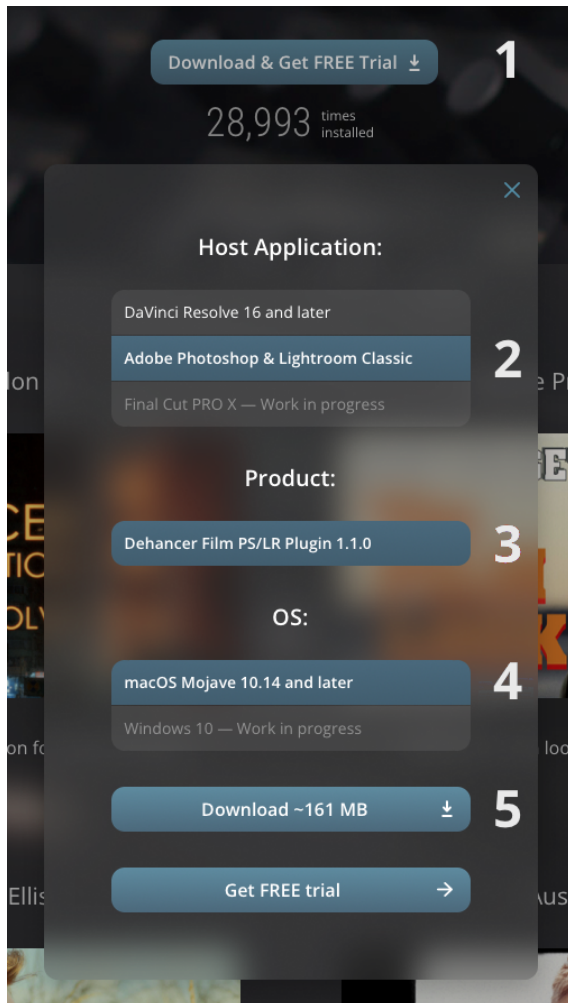 Download & Get FREE Trial
1
28,993 times
installed
Host Application:
DaVinci Resolve 16 and later
Adobe Photoshop & Lightroom Classic
2
Final Cut PRO X — Work in progress
Product:
Dehancer Film PS/LR Plugin 1.1.0
3
OS:
macOS Mojave 10.14 and later
4
Windows 10 — Work in progress
Download ~161 MB
5
Get FREE trial